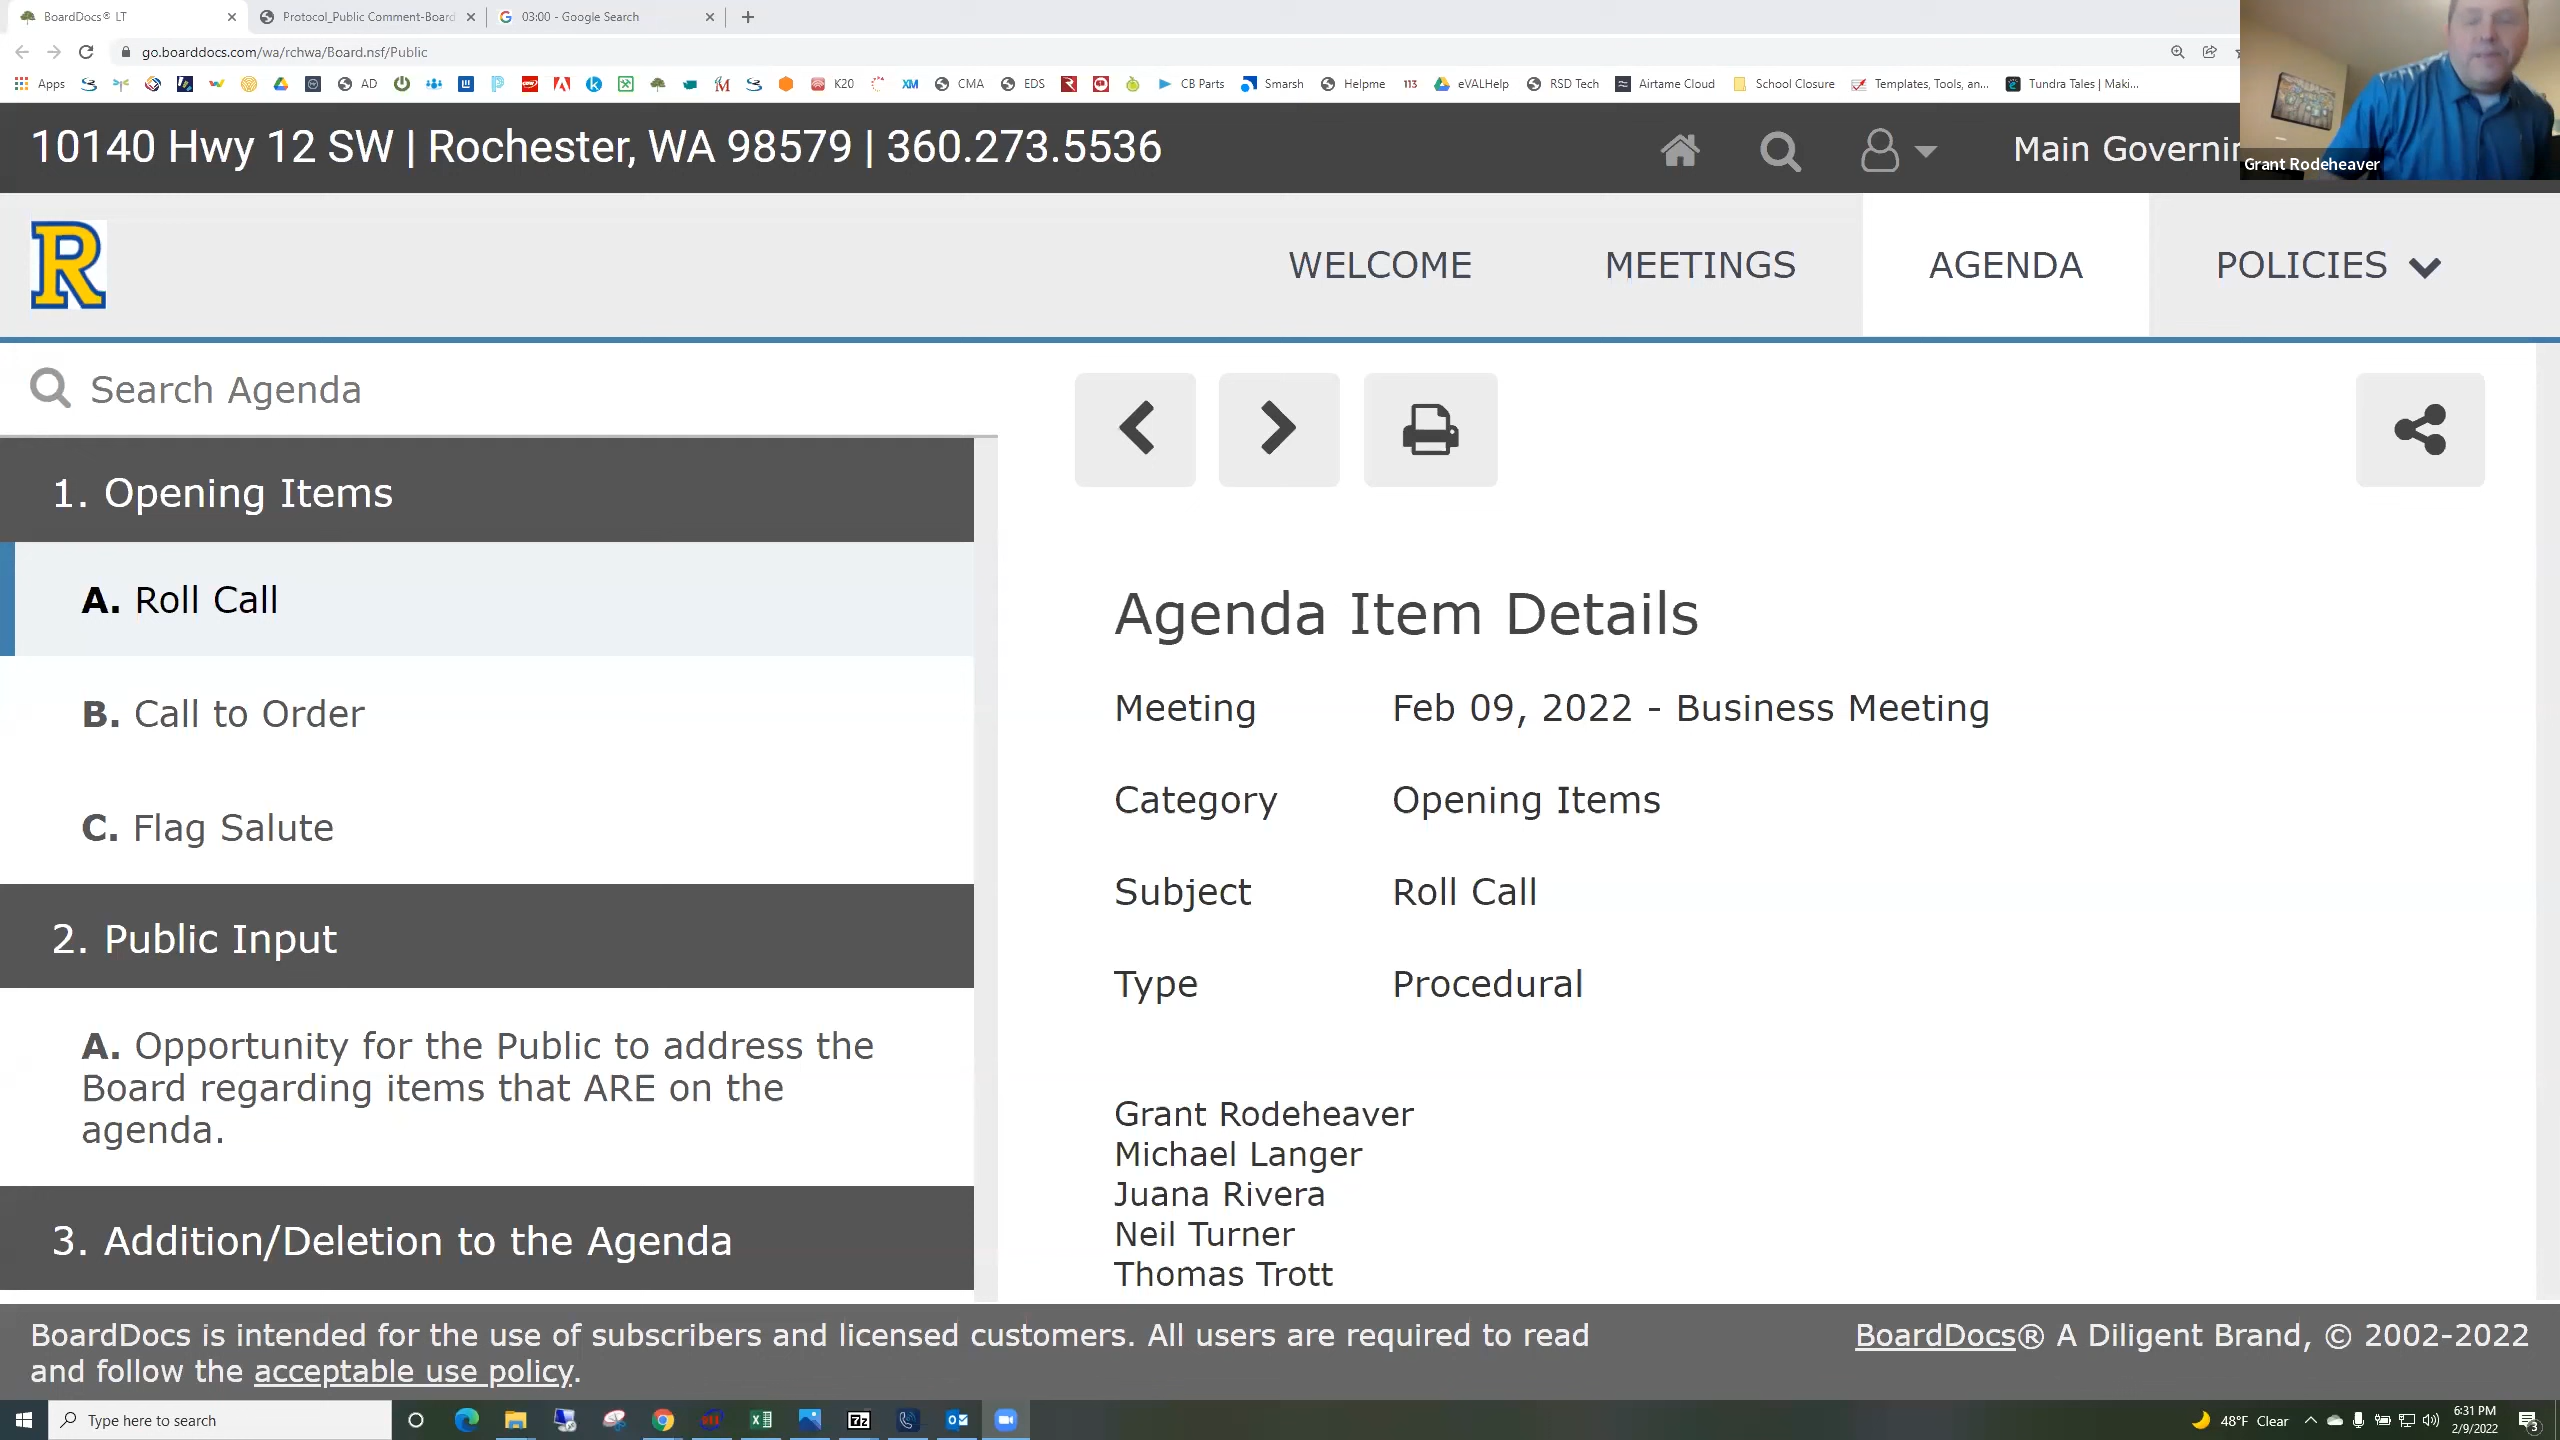 BoardDocs® LT
Protocol_Public Comment-Board
03:00 - Google Search
go.boarddocs.com/wa/rchwa/Board.nsf/Public
Apps AD K20 XM CMA EDS CB Parts Smarsh Helpme 113 eVALHelp RSD Tech Airtame Cloud School Closure Templates, Tools, an... Tundra Tales | Maki...
10140 Hwy 12 SW | Rochester, WA 98579 | 360.273.5536
Main Governin
Grant Rodeheaver
R
WELCOME
MEETINGS
AGENDA
POLICIES
Search Agenda
1. Opening Items
A. Roll Call
B. Call to Order
C. Flag Salute
2. Public Input
A. Opportunity for the Public to address the
Board regarding items that ARE on the
agenda.
3. Addition/Deletion to the Agenda
Agenda Item Details
Meeting Feb 09, 2022 - Business Meeting
Category Opening Items
Subject Roll Call
Type Procedural
Grant Rodeheaver
Michael Langer
Juana Rivera
Neil Turner
Thomas Trott
BoardDocs is intended for the use of subscribers and licensed customers. All users are required to read
and follow the acceptable use policy.
BoardDocs® A Diligent Brand, © 2002-2022
Type here to search
48°F Clear
6:31 PM
2/9/2022
3